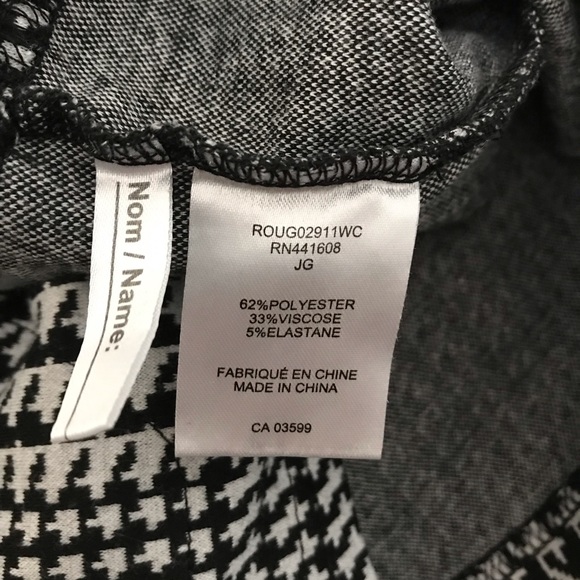 Nom / Name:
ROUG02911WC
RN441608
JG
62%POLYESTER
33%VISCOSE
5%ELASTANE
FABRIQUÉ EN CHINE
MADE IN CHINA
CA 03599